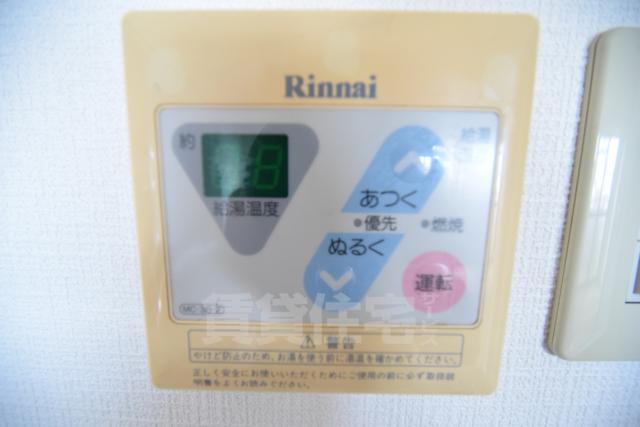 Rinnai
約
給湯
給湯温度
あつく
優先
燃焼
ぬるく
運転
賃貸住宅サービス
警告
やけど防止のため、お湯を使う前に湯温を確かめてください。
正しく安全にお使いいただくためにご使用の前に必ず取扱説
明書をよくお読みください。